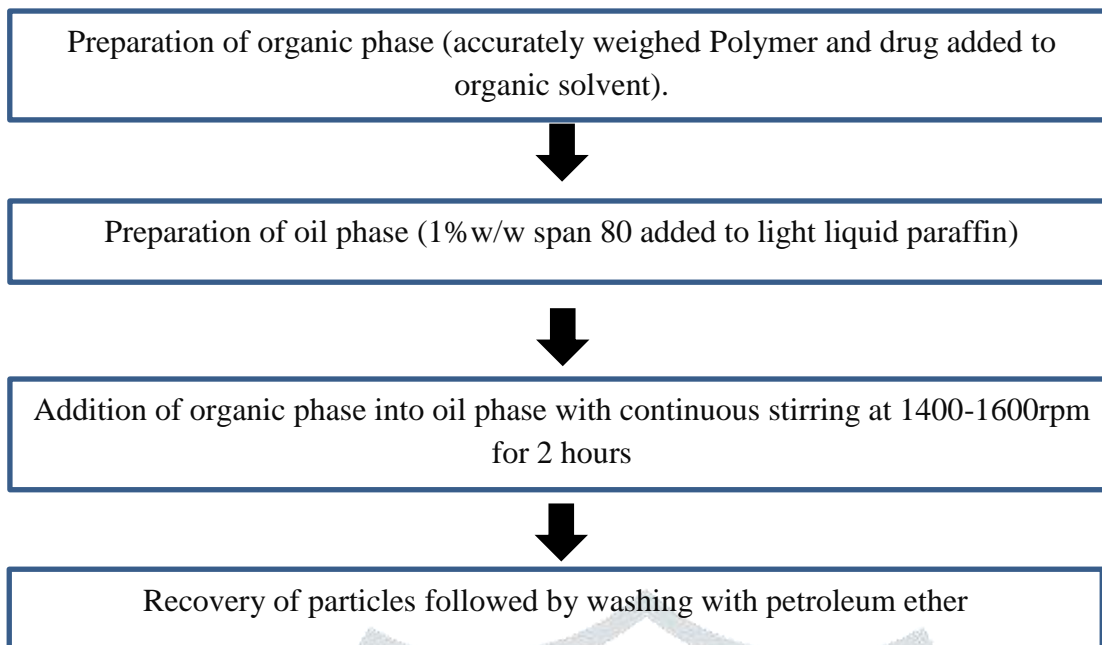 Preparation of organic phase (accurately weighed Polymer and drug added to
organic solvent).
Preparation of oil phase (1%w/w span 80 added to light liquid paraffin)
Addition of organic phase into oil phase with continuous stirring at 1400-1600rpm
for 2 hours
Recovery of particles followed by washing with petroleum ether